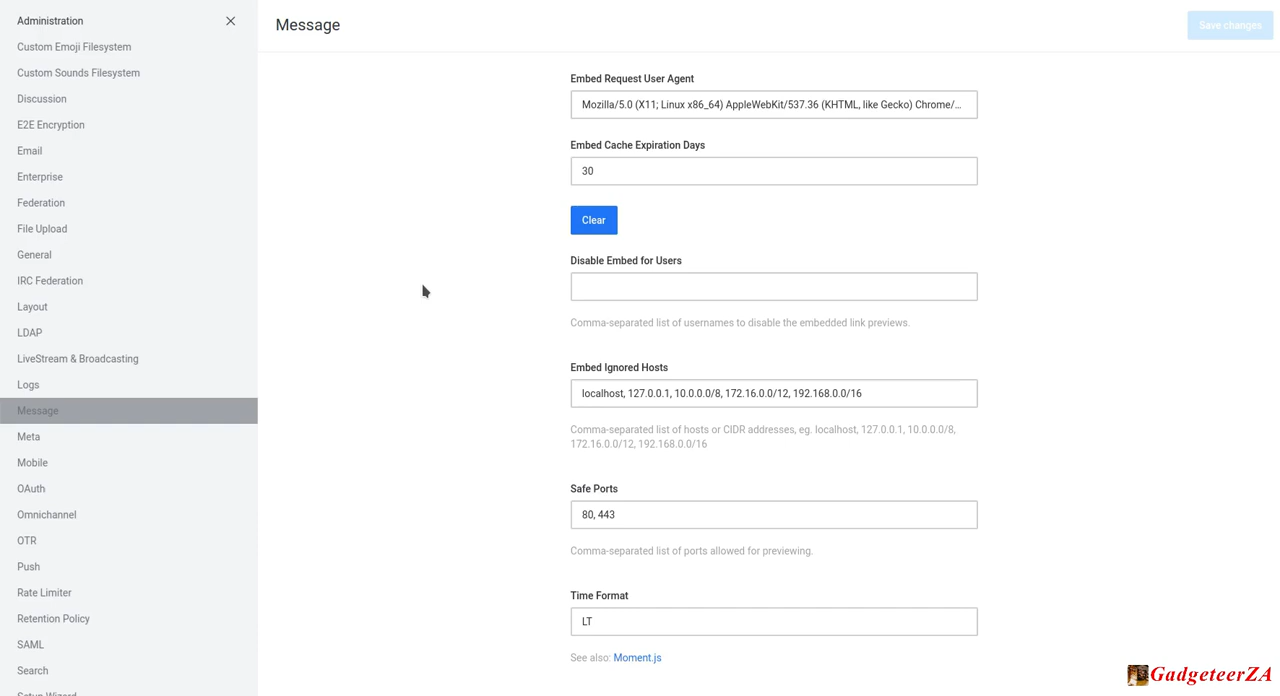 Administration
Custom Emoji Filesystem
Custom Sounds Filesystem
Discussion
E2E Encryption
Email
Enterprise
Federation
File Upload
General
IRC Federation
Layout
LDAP
LiveStream & Broadcasting
Logs
Message
Meta
Mobile
OAuth
Omnichannel
OTR
Push
Rate Limiter
Retention Policy
SAML
Search
Setup Wizard
Message
Save changes
Embed Request User Agent
Mozilla/5.0 (X11; Linux x86_64) AppleWebKit/537.36 (KHTML, like Gecko) Chrome/...
Embed Cache Expiration Days
30
Clear
Disable Embed for Users
Comma-separated list of usernames to disable the embedded link previews.
Embed Ignored Hosts
localhost, 127.0.0.1, 10.0.0.0/8, 172.16.0.0/12, 192.168.0.0/16
Comma-separated list of hosts or CIDR addresses, eg. localhost, 127.0.0.1, 10.0.0.0/8,
172.16.0.0/12, 192.168.0.0/16
Safe Ports
80, 443
Comma-separated list of ports allowed for previewing.
Time Format
LT
See also: Moment.js
GadgeteerZA